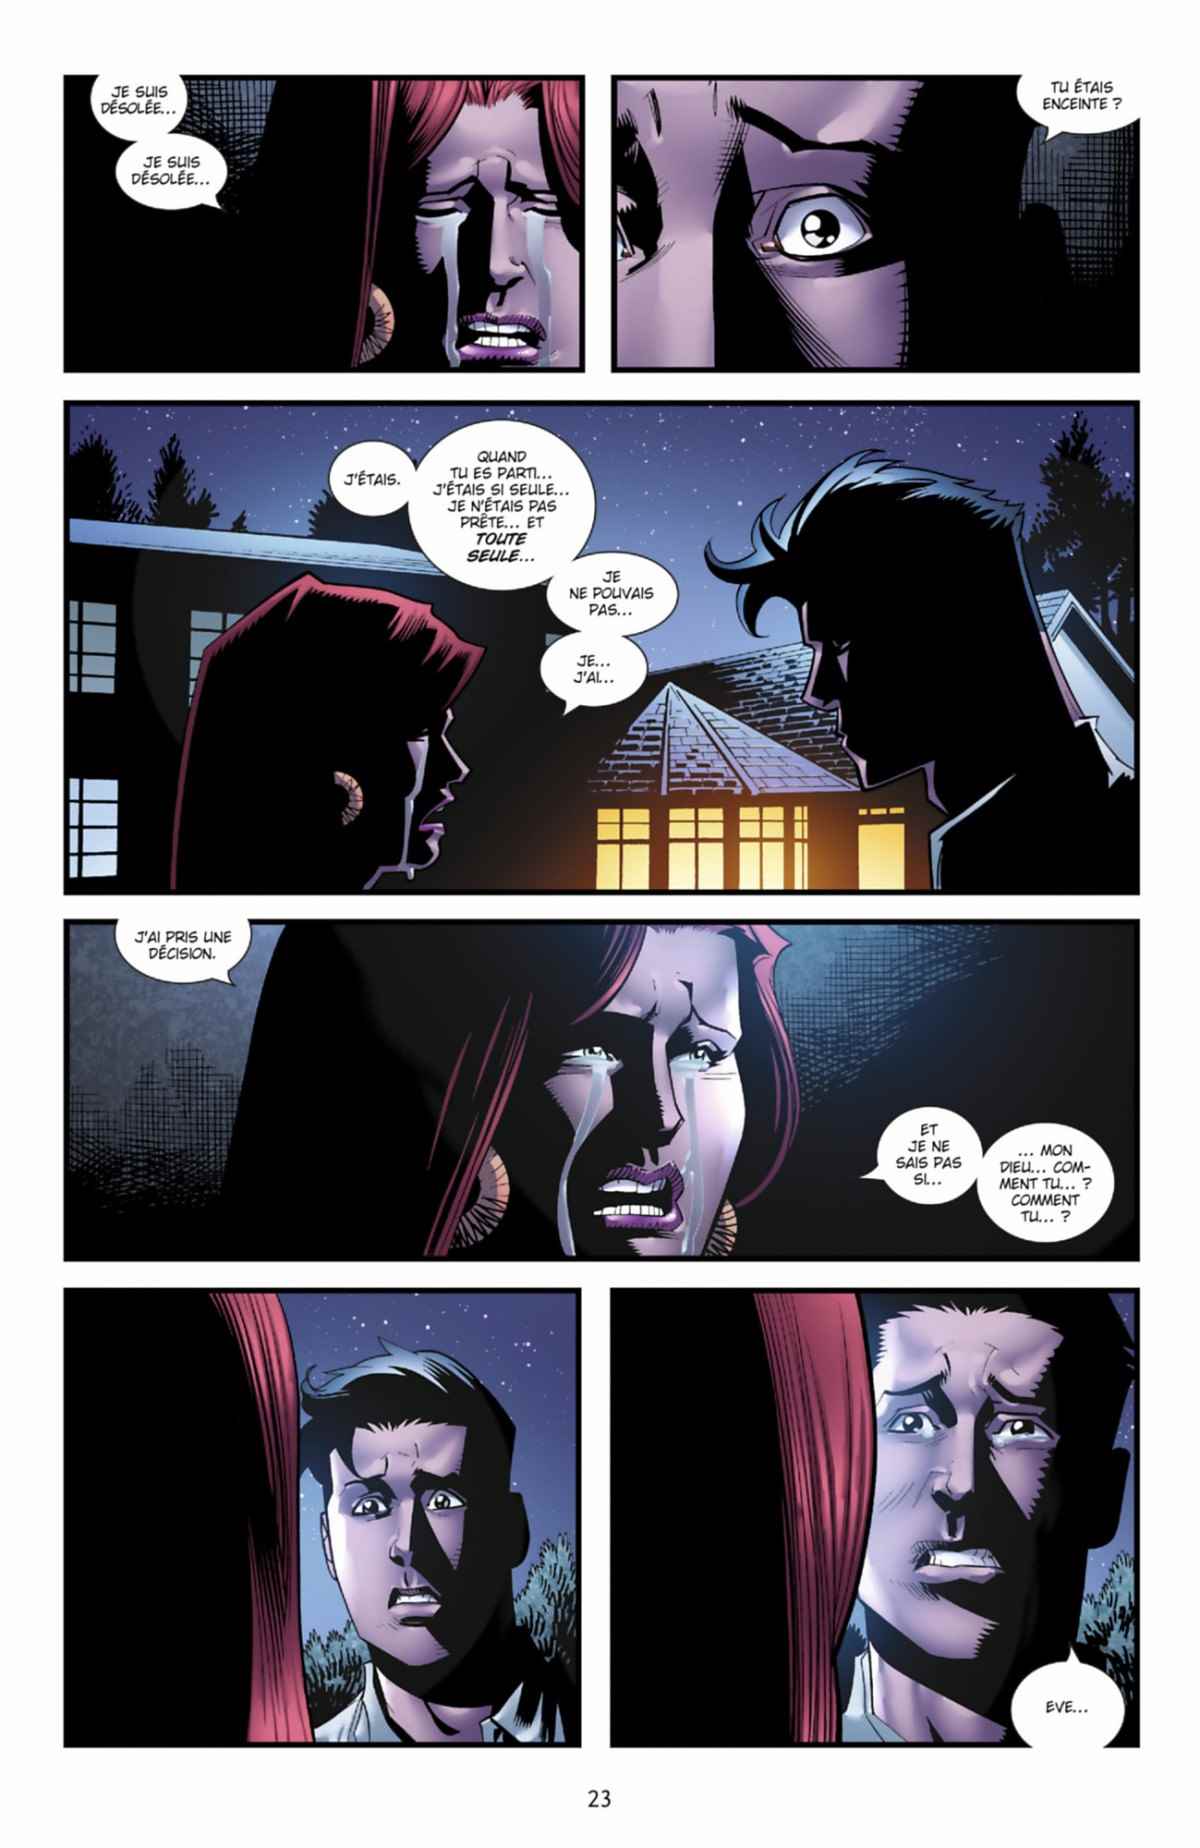 JE SUIS
DÉSOLÉE...
JE SUIS
DÉSOLÉE...
TU ÉTAIS
ENCEINTE ?
J'ÉTAIS.
QUAND
TU ES PARTI...
J'ÉTAIS SI SEULE...
JE N'ÉTAIS PAS
PRÊTE... ET
TOUTE
SEULE...
JE
NE POUVAIS
PAS...
JE...
J'AI...
J'AI PRIS UNE
DÉCISION.
ET
JE NE
SAIS PAS
SI...
... MON
DIEU... COM-
MENT TU... ?
COMMENT
TU... ?
EVE...
23